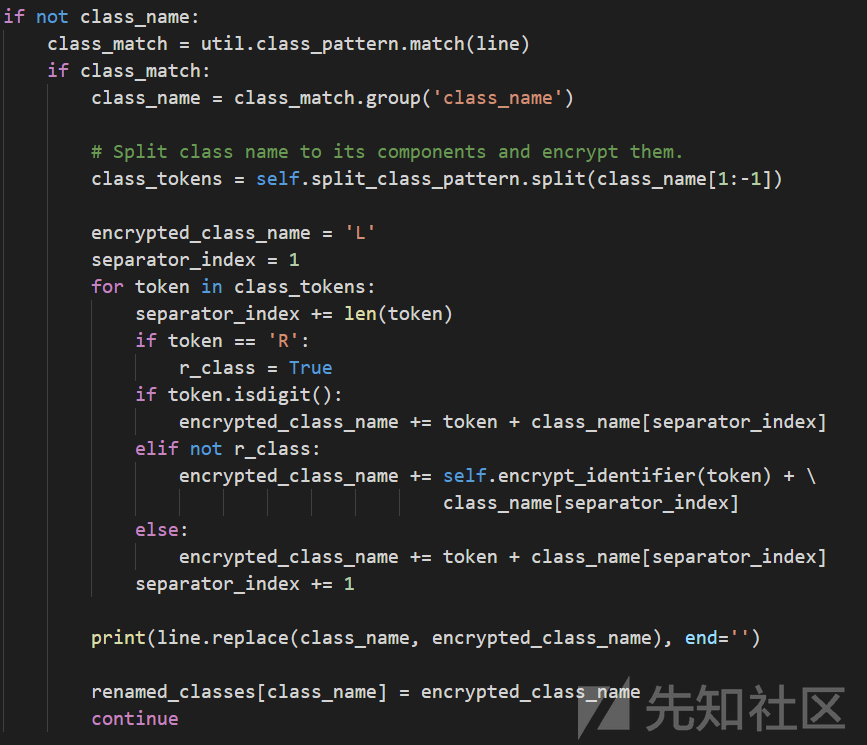 if not class_name:
    class_match = util.class_pattern.match(line)
    if class_match:
        class_name = class_match.group('class_name')

        # Split class name to its components and encrypt them.
        class_tokens = self.split_class_pattern.split(class_name[1:-1])

        encrypted_class_name = 'L'
        separator_index = 1
        for token in class_tokens:
            separator_index += len(token)
            if token == 'R':
                r_class = True
            if token.isdigit():
                encrypted_class_name += token + class_name[separator_index]
            elif not r_class:
                encrypted_class_name += self.encrypt_identifier(token) + \
                                        class_name[separator_index]
            else:
                encrypted_class_name += token + class_name[separator_index]
            separator_index += 1

        print(line.replace(class_name, encrypted_class_name), end='')

        renamed_classes[class_name] = encrypted_class_name
        continue
先知社区